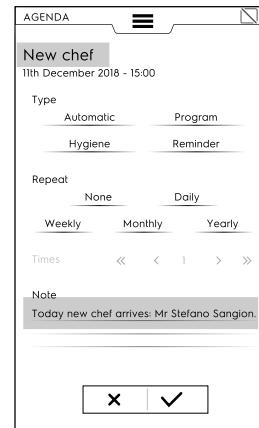 AGENDA
New chef
11th December 2018 - 15:00
Type
Automatic Program
Hygiene Reminder
Repeat
None Daily
Weekly Monthly Yearly
Times « < 1 > »
Note
Today new chef arrives: Mr Stefano Sangion.